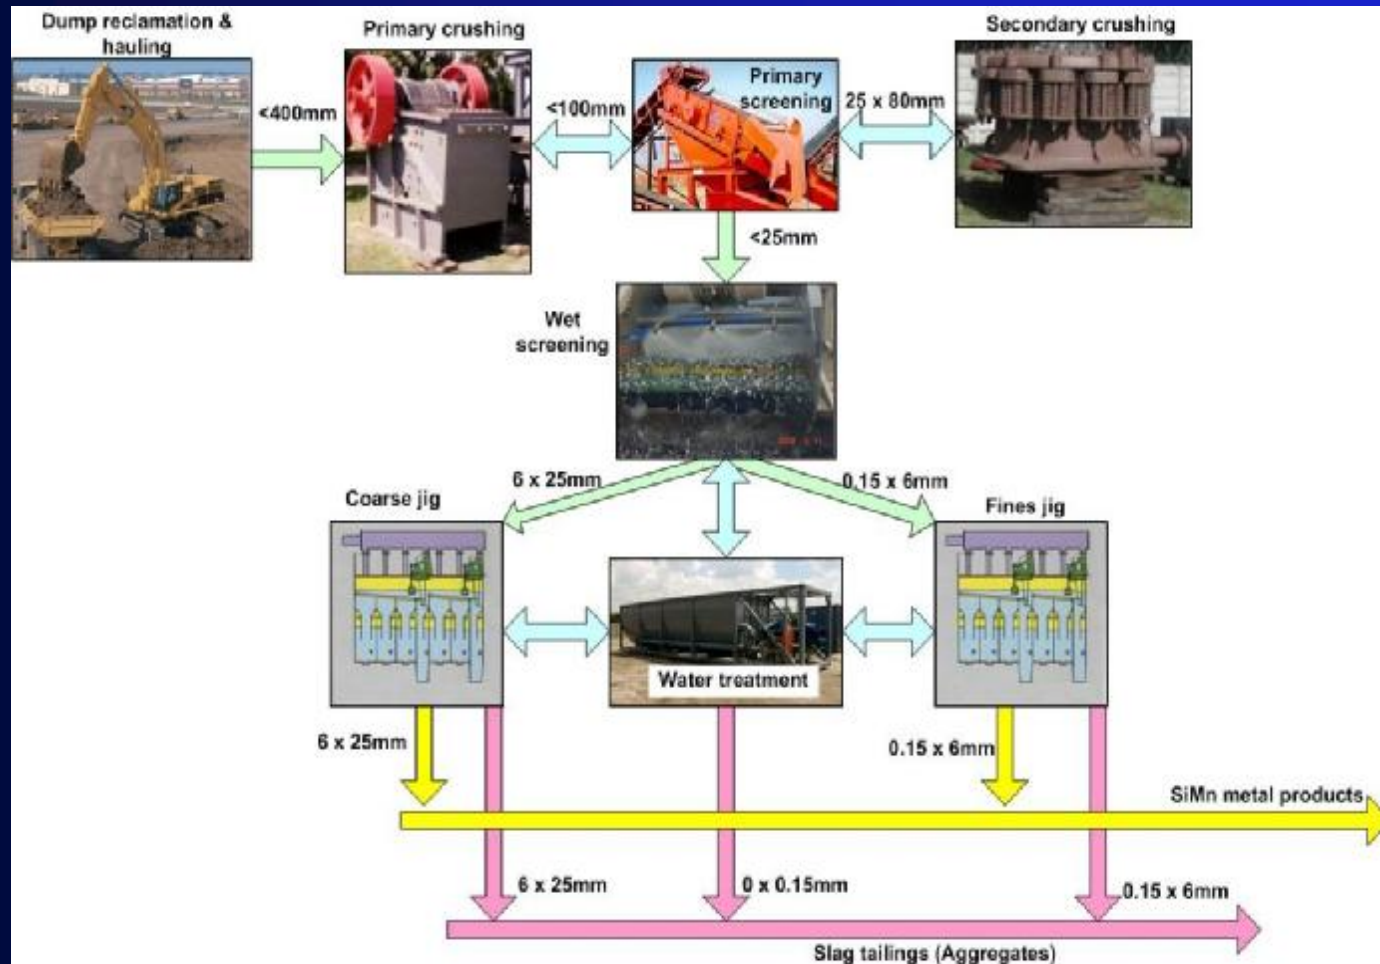 Dump reclamation &
hauling
Primary crushing
Secondary crushing
Primary
screening
<400mm
<100mm
25 x 80mm
<25mm
Wet
screening
6 x 25mm
0.15 x 6mm
Coarse jig
Fines jig
Water treatment
6 x 25mm
0.15 x 6mm
SiMn metal products
6 x 25mm
0 x 0.15mm
0.15 x 6mm
Slag tailings (Aggregates)